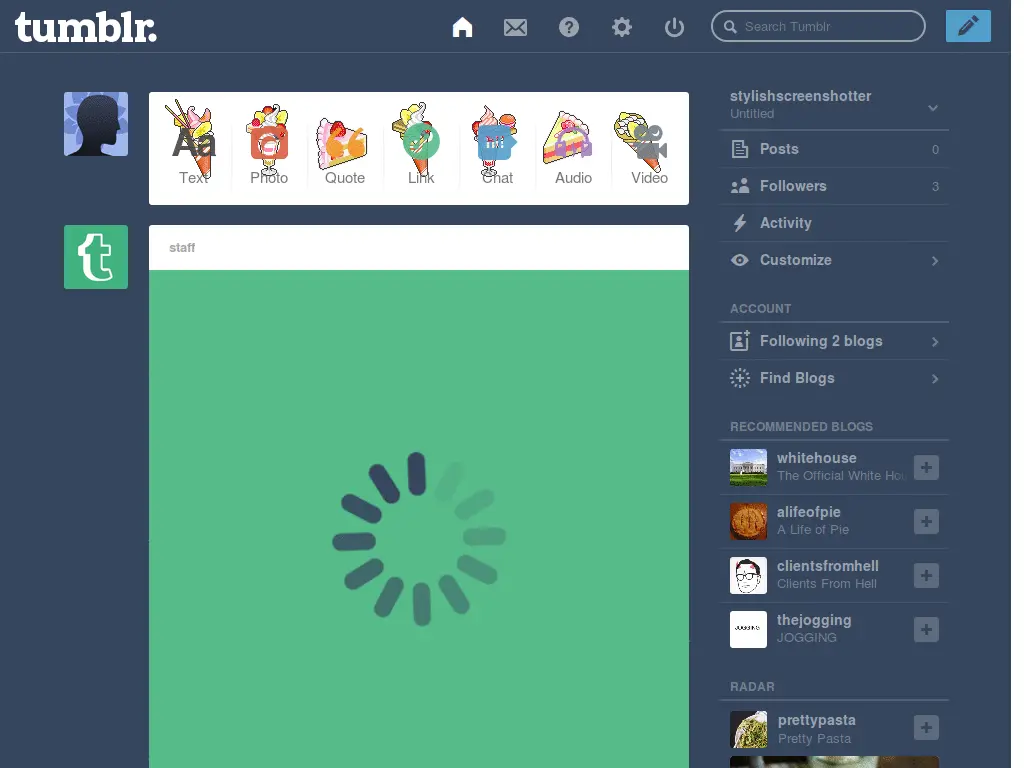 tumblr.
Search Tumblr
Aa
Text
Photo
Quote
Link
Chat
Audio
Video
t
staff
stylishscreenshotter
Untitled
Posts 0
Followers 3
Activity
Customize
ACCOUNT
Following 2 blogs
Find Blogs
RECOMMENDED BLOGS
whitehouse
The Official White Hou
alifeofpie
A Life of Pie
clientsfromhell
Clients From Hell
JOGGING
thejogging
JOGGING
RADAR
prettypasta
Pretty Pasta